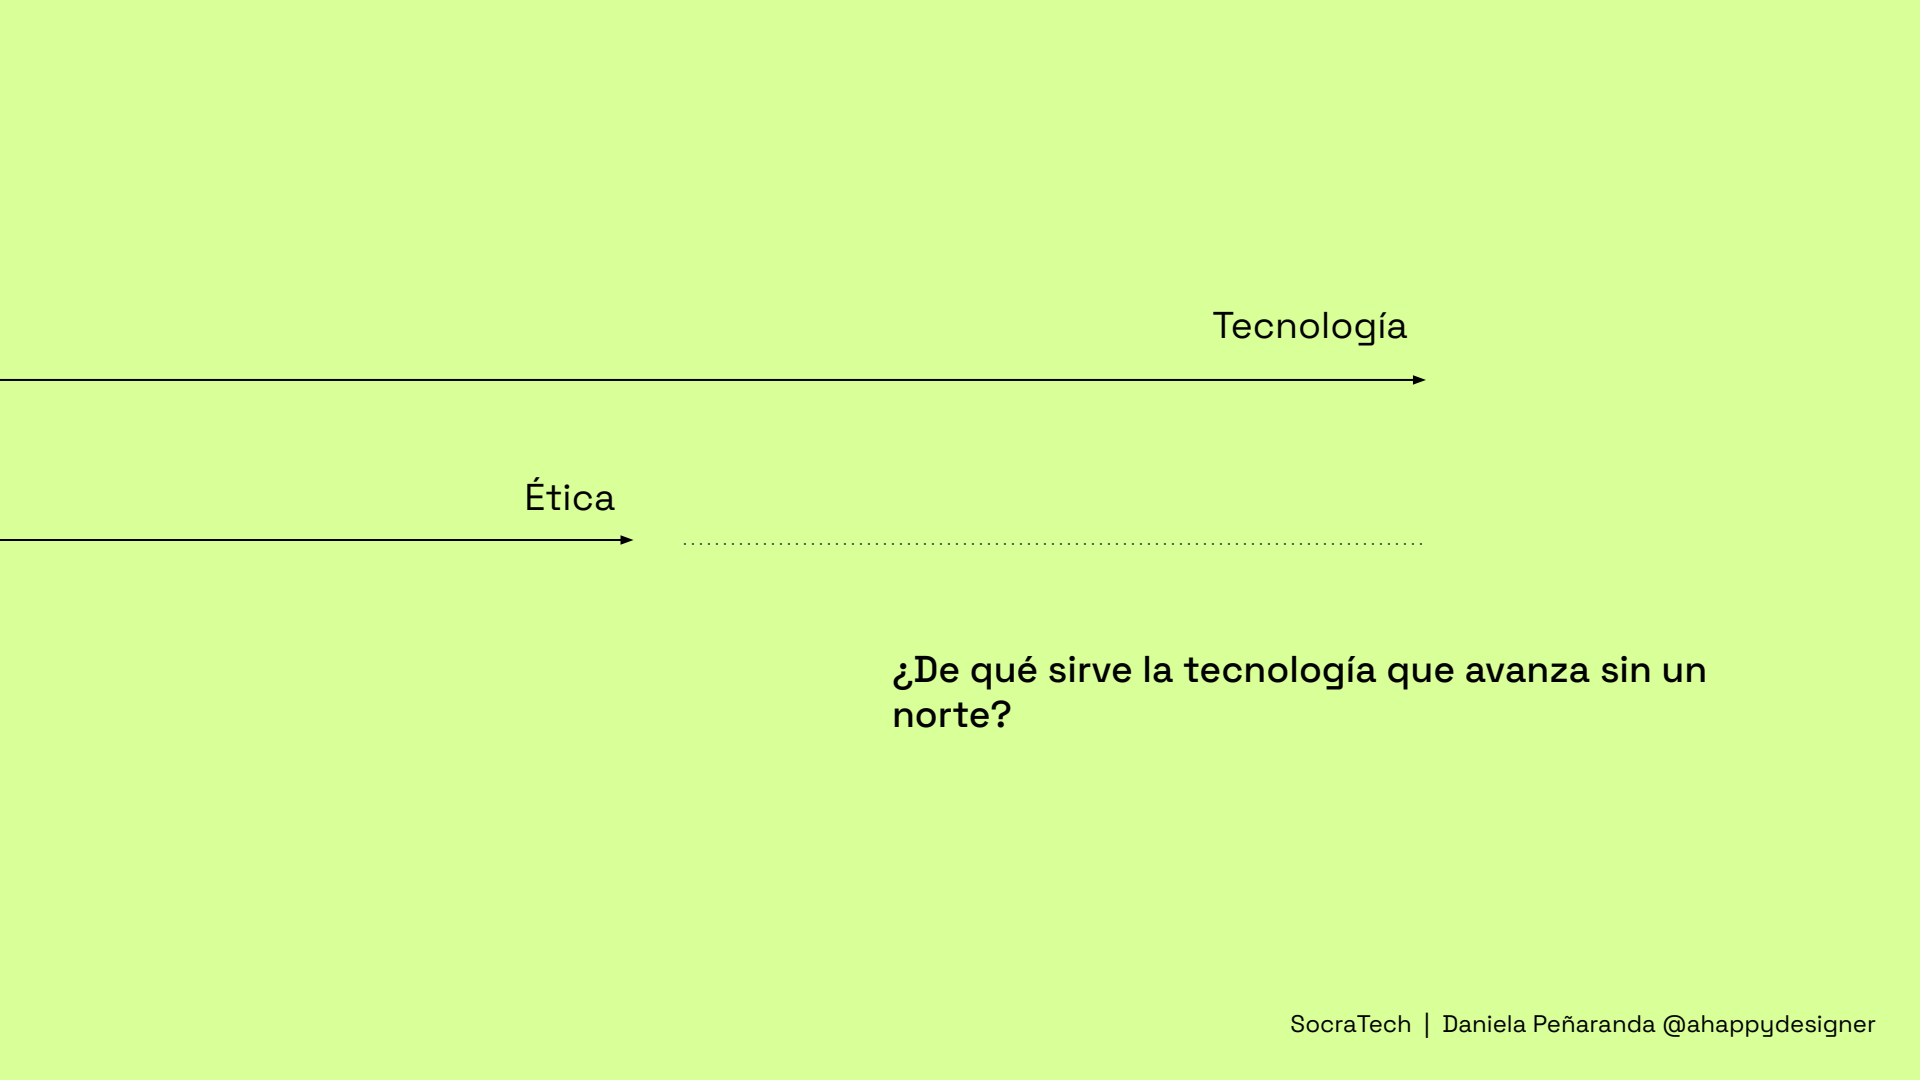 Tecnología
Ética
¿De qué sirve la tecnología que avanza sin un
norte?
SocraTech | Daniela Peñaranda @ahappydesigner